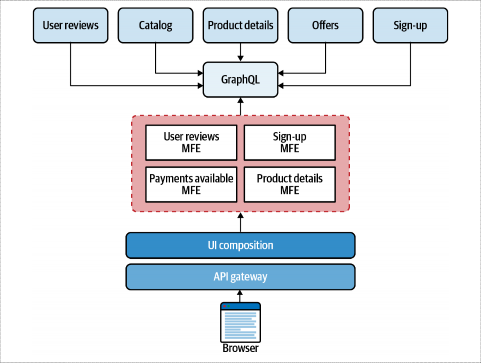 User reviews
Catalog
Product details
Offers
Sign-up
GraphQL
User reviews
MFE
Sign-up
MFE
Payments available
MFE
Product details
MFE
UI composition
API gateway
Browser